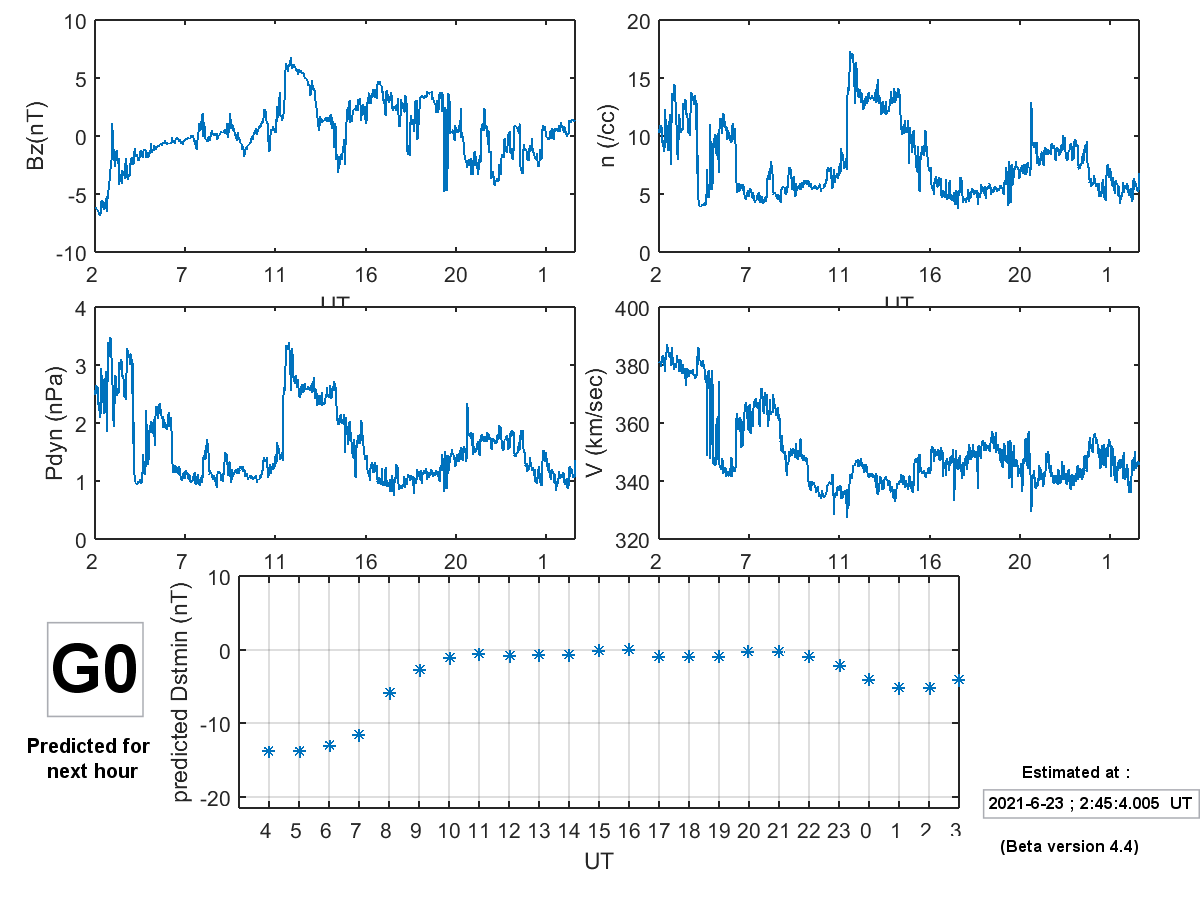 10
5
0
-5
-10
Bz(nT)
2 7 11 16 20 1
UT
20
15
10
5
0
n (/cc)
2 7 11 16 20 1
UT
4
3
2
1
0
Pdyn (nPa)
2 7 11 16 20 1
400
380
360
340
320
V (km/sec)
2 7 11 16 20 1
10
0
-10
-20
predicted Dstmin (nT)
4 5 6 7 8 9 10 11 12 13 14 15 16 17 18 19 20 21 22 23 0 1 2 3
UT
G0
Predicted for
next hour
Estimated at :
2021-6-23 ; 2:45:4.005 UT
(Beta version 4.4)